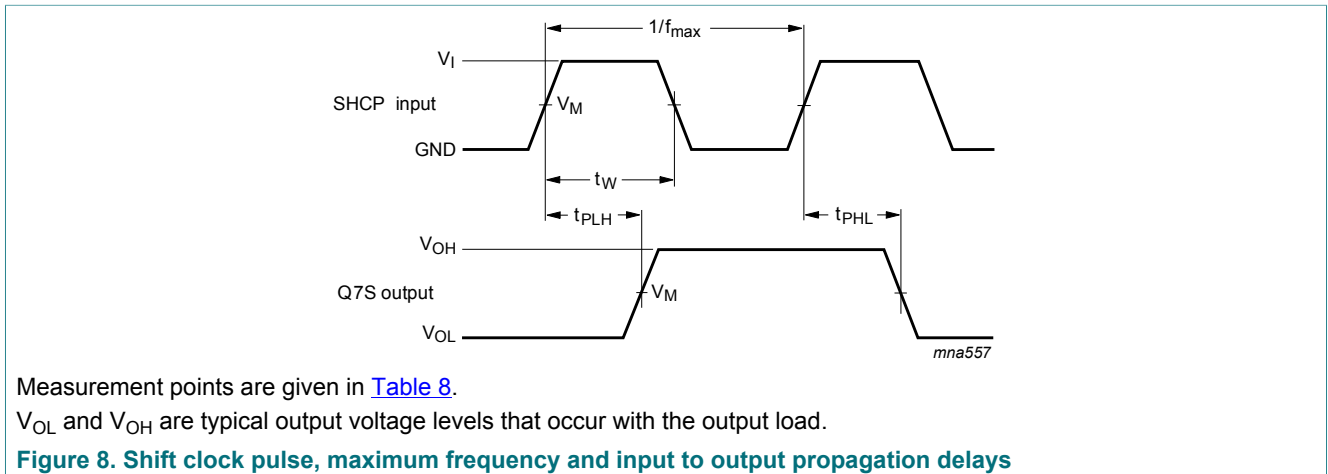 1/fmax
VI
SHCP input
VM
GND
tW
tPLH
tPHL
VOH
Q7S output
VM
VOL
mna557
Measurement points are given in Table 8.
VOL and VOH are typical output voltage levels that occur with the output load.
Figure 8. Shift clock pulse, maximum frequency and input to output propagation delays